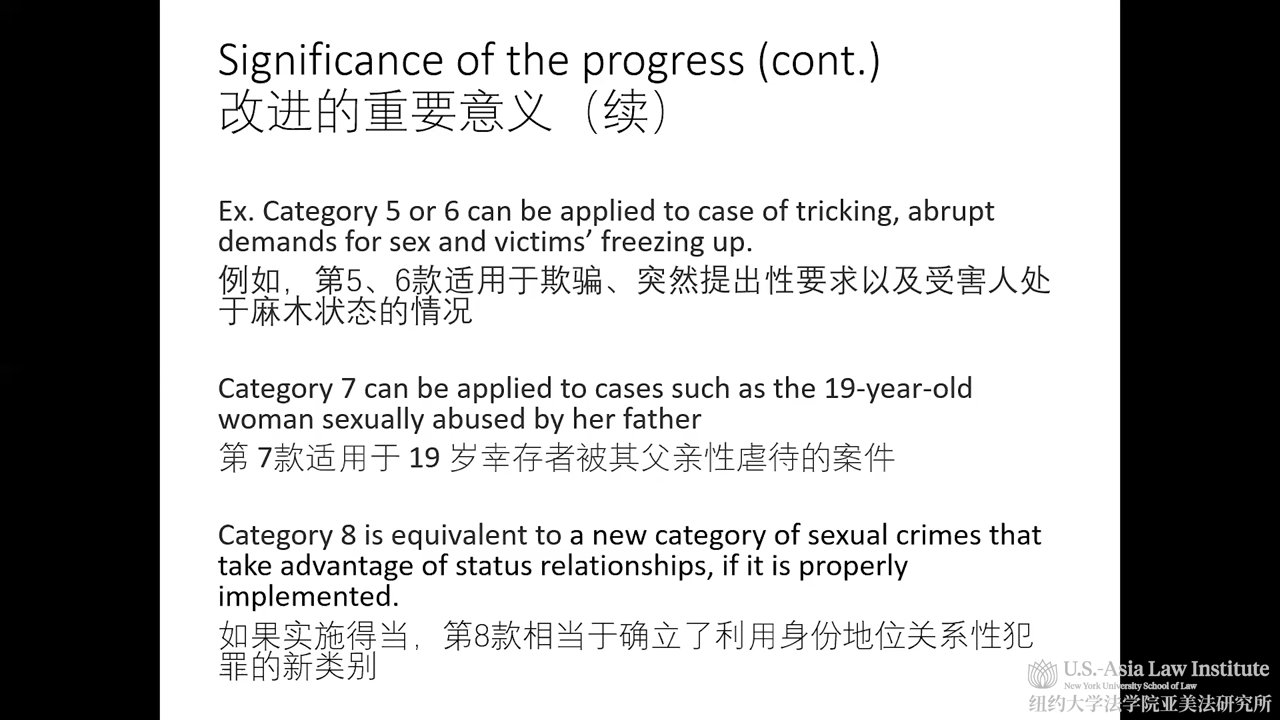 Significance of the progress (cont.)
改进的重要意义（续）
Ex. Category 5 or 6 can be applied to case of tricking, abrupt
demands for sex and victims’ freezing up.
例如，第5、6款适用于欺骗、突然提出性要求以及受害人处
于麻木状态的情况
Category 7 can be applied to cases such as the 19-year-old
woman sexually abused by her father
第 7款适用于 19 岁幸存者被其父亲性虐待的案件
Category 8 is equivalent to a new category of sexual crimes that
take advantage of status relationships, if it is properly
implemented.
如果实施得当，第8款相当于确立了利用身份地位关系性犯
罪的新类别
U.S.-Asia Law Institute
New York University School of Law
纽约大学法学院亚美法研究所